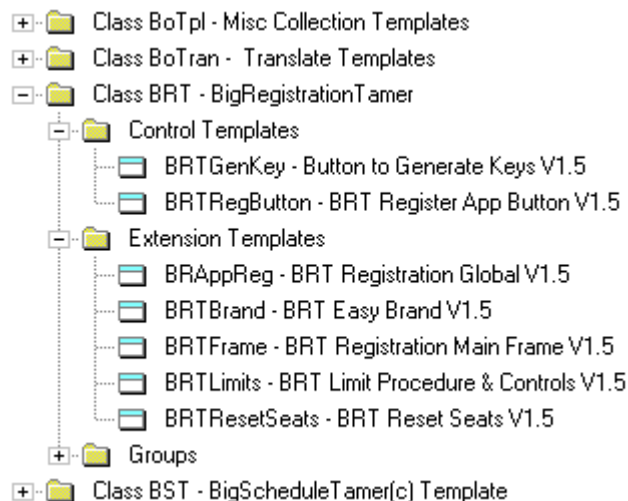 Class BoTpl - Misc Collection Templates
Class BoTran - Translate Templates
Class BRT - BigRegistrationTamer
Control Templates
BRTGenKey - Button to Generate Keys V1.5
BRTRegButton - BRT Register App Button V1.5
Extension Templates
BRAppReg - BRT Registration Global V1.5
BRTBrand - BRT Easy Brand V1.5
BRTFrame - BRT Registration Main Frame V1.5
BRTLimits - BRT Limit Procedure & Controls V1.5
BRTResetSeats - BRT Reset Seats V1.5
Groups
Class BST - BigScheduleTamer(c) Template